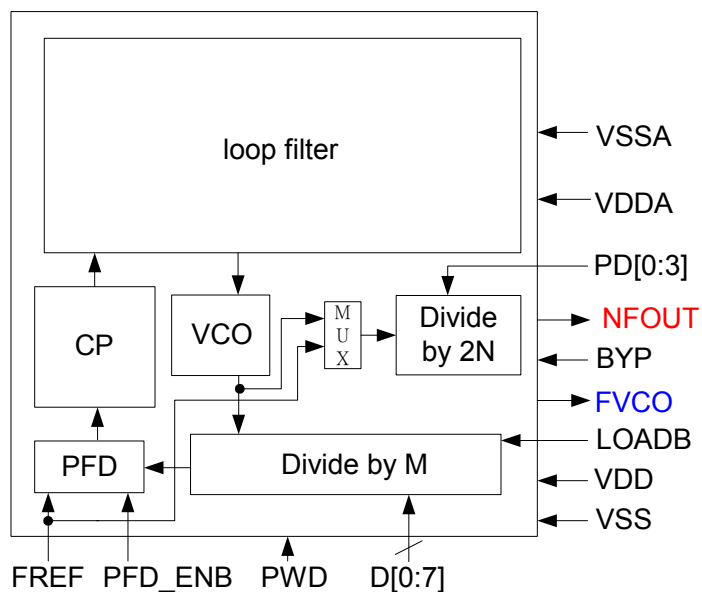 loop filter
VSSA
VDDA
PD[0:3]
CP
VCO
M
U
X
Divide
by 2N
NFOUT
BYP
FVCO
LOADB
PFD
Divide by M
VDD
VSS
FREF
PFD_ENB
PWD
D[0:7]